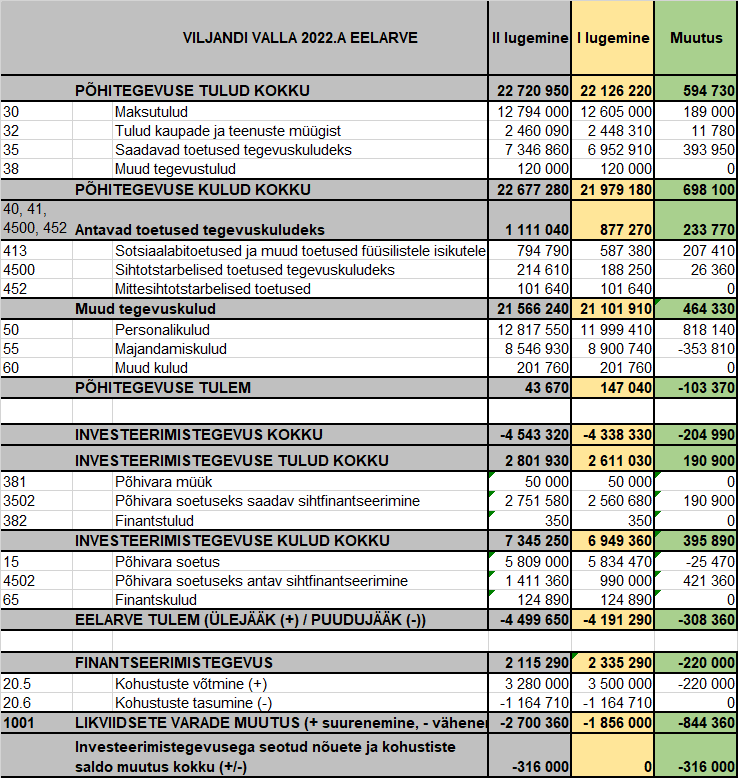 VILJANDI VALLA 2022.A EELARVE II lugemine I lugemine Muutus
PÕHITEGEVUSE TULUD KOKKU 22 720 950 22 126 220 594 730
30 Maksutulud 12 794 000 12 605 000 189 000
32 Tulud kaupade ja teenuste müügist 2 460 090 2 448 310 11 780
35 Saadavad toetused tegevuskuludeks 7 346 860 6 952 910 393 950
38 Muud tegevustulud 120 000 120 000 0
PÕHITEGEVUSE KULUD KOKKU 22 677 280 21 979 180 698 100
40, 41,
4500, 452 Antavad toetused tegevuskuludeks 1 111 040 877 270 233 770
413 Sotsiaalabitoetused ja muud toetused füüsilistele isikutele 794 790 587 380 207 410
4500 Sihtotstarbelised toetused tegevuskuludeks 214 610 188 250 26 360
452 Mittesihtotstarbelised toetused 101 640 101 640 0
Muud tegevuskulud 21 566 240 21 101 910 464 330
50 Personalikulud 12 817 550 11 999 410 818 140
55 Majandamiskulud 8 546 930 8 900 740 -353 810
60 Muud kulud 201 760 201 760 0
PÕHITEGEVUSE TULEM 43 670 147 040 -103 370
INVESTEERIMISTEGEVUS KOKKU -4 543 320 -4 338 330 -204 990
INVESTEERIMISTEGEVUSE TULUD KOKKU 2 801 930 2 611 030 190 900
381 Põhivara müük 50 000 50 000 0
3502 Põhivara soetuseks saadav sihtfinantseerimine 2 751 580 2 560 680 190 900
382 Finantstulud 350 350 0
INVESTEERIMISTEGEVUSE KULUD KOKKU 7 345 250 6 949 360 395 890
15 Põhivara soetus 5 809 000 5 834 470 -25 470
4502 Põhivara soetuseks antav sihtfinantseerimine 1 411 360 990 000 421 360
65 Finantskulud 124 890 124 890 0
EELARVE TULEM (ÜLEJÄÄK (+) / PUUDUJÄÄK (-)) -4 499 650 -4 191 290 -308 360
FINANTSEERIMISTEGEVUS 2 115 290 2 335 290 -220 000
20.5 Kohustuste võtmine (+) 3 280 000 3 500 000 -220 000
20.6 Kohustuste tasumine (-) -1 164 710 -1 164 710 0
1001 LIKVIIDSETE VARADE MUUTUS (+ suurenemine, - vähenen -2 700 360 -1 856 000 -844 360
Investeerimistegevusega seotud nõuete ja kohustiste
saldo muutus kokku (+/-) -316 000 0 -316 000